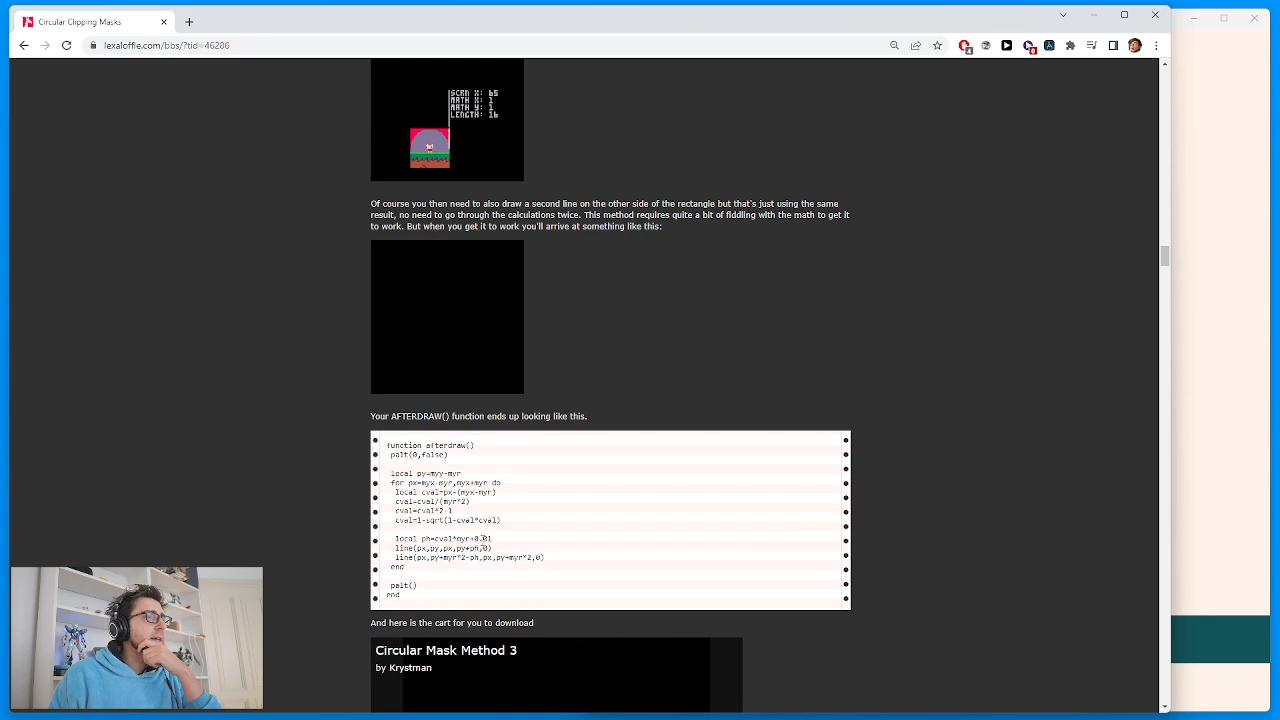 Circular Clipping Masks
lexaloffle.com/bbs/?tid=46286
SCRN X: 65
MATH X: 1
MATH Y: 1
LENGTH: 16
Of course you then need to also draw a second line on the other side of the rectangle but that's just using the same
result, no need to go through the calculations twice. This method requires quite a bit of fiddling with the math to get it
to work. But when you get it to work you'll arrive at something like this:
Your AFTERDRAW() function ends up looking like this.
function afterdraw()
palt(0,false)
local py=myy-myr
for px=myx-myr,myx+myr do
local cval=px-(myx-myr)
cval=cval/(myr*2)
cval=cval*2-1
cval=1-sqrt(1-cval*cval)
local ph=cval*myr+0.01
line(px,py,px,py+ph,0)
line(px,py+myr*2-ph,px,py+myr*2,0)
end
palt()
end
And here is the cart for you to download
Circular Mask Method 3
by Krystman